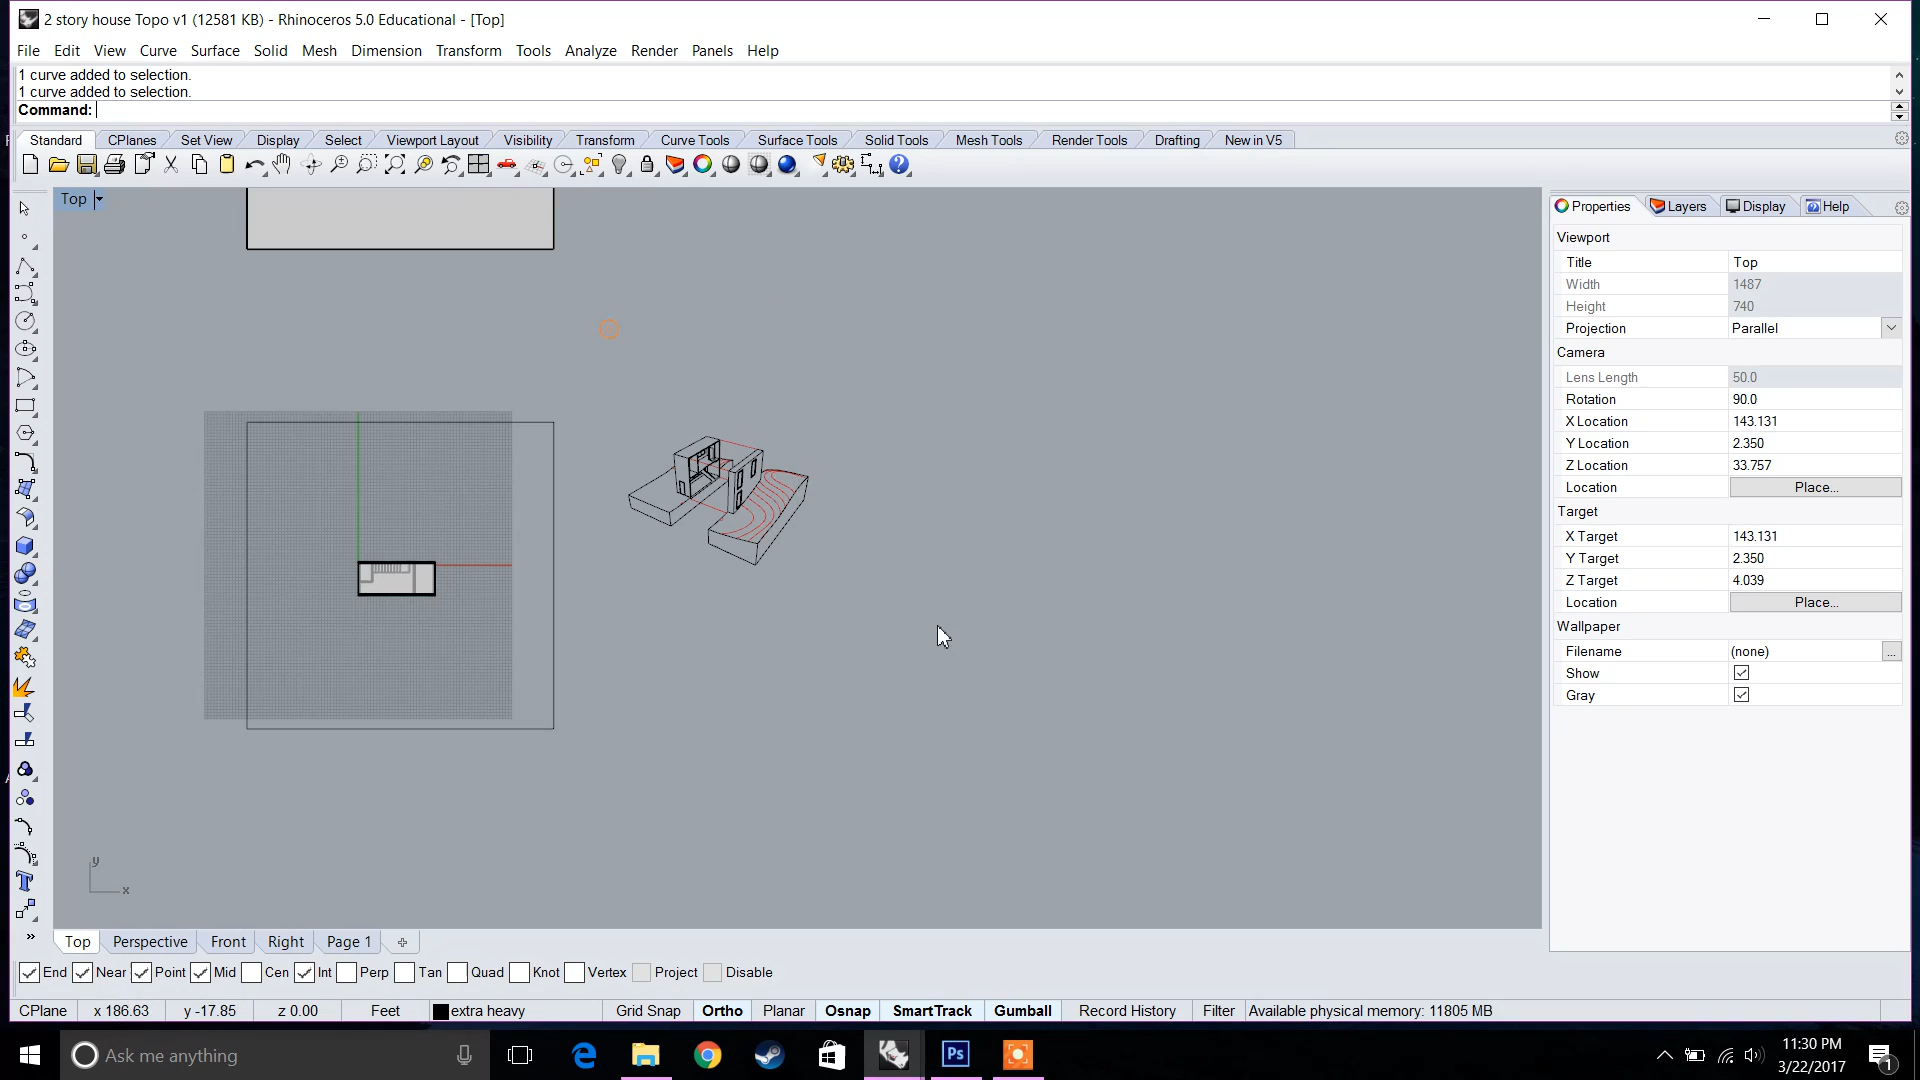 2 story house Topo v1 (12581 KB) - Rhinoceros 5.0 Educational - [Top]
File Edit View Curve Surface Solid Mesh Dimension Transform Tools Analyze Render Panels Help
1 curve added to selection.
1 curve added to selection.
Command:
Standard CPlanes Set View Display Select Viewport Layout Visibility Transform Curve Tools Surface Tools Solid Tools Mesh Tools Render Tools Drafting New in V5
Top
Properties Layers Display Help
Viewport
Title Top
Width 1487
Height 740
Projection Parallel
Camera
Lens Length 50.0
Rotation 90.0
X Location 143.131
Y Location 2.350
Z Location 33.757
Location Place...
Target
X Target 143.131
Y Target 2.350
Z Target 4.039
Location Place...
Wallpaper
Filename (none) ...
Show
Gray
y
x
Top Perspective Front Right Page 1
End Near Point Mid Cen Int Perp Tan Quad Knot Vertex Project Disable
CPlane x 186.63 y -17.85 z 0.00 Feet extra heavy Grid Snap Ortho Planar Osnap SmartTrack Gumball Record History Filter Available physical memory: 11805 MB
Ask me anything
Ps
11:30 PM
3/22/2017
1